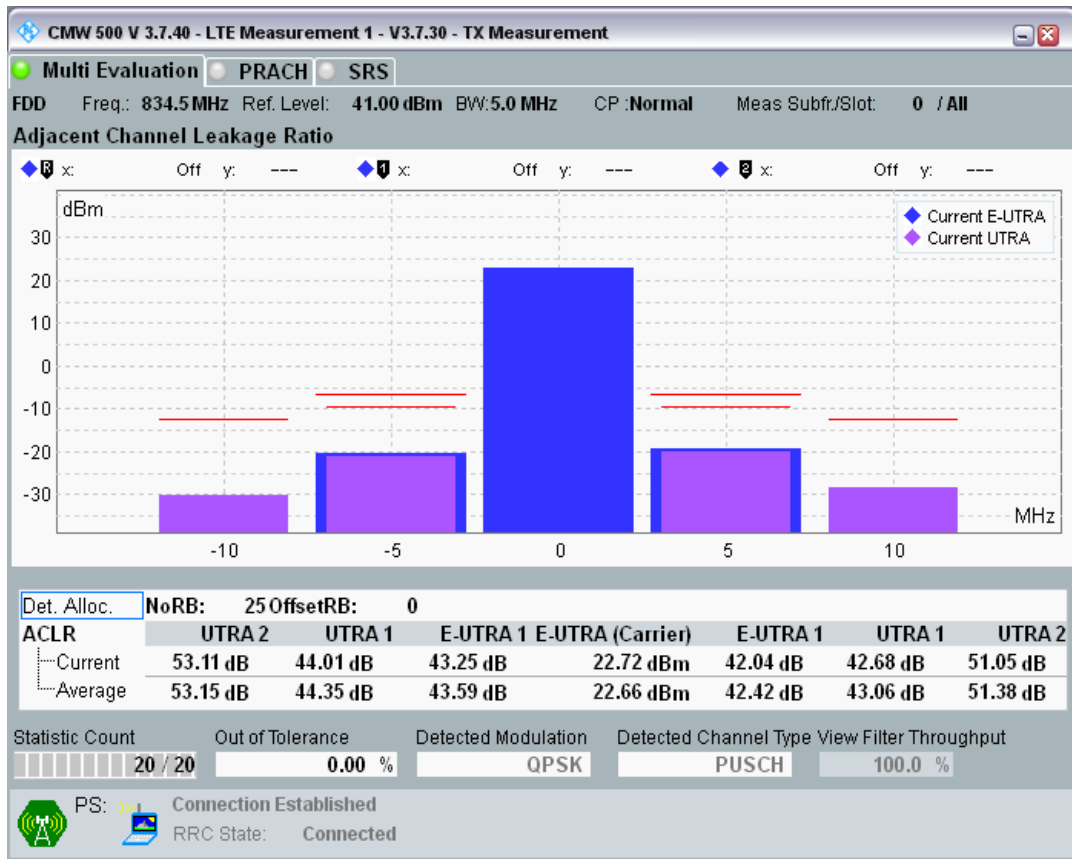 CMW 500 V 3.7.40 - LTE Measurement 1 - V3.7.30 - TX Measurement
Multi Evaluation PRACH SRS
FDD Freq.: 834.5 MHz Ref. Level: 41.00 dBm BW: 5.0 MHz CP : Normal Meas Subfr./Slot: 0 / All
Adjacent Channel Leakage Ratio
R x: Off y: --- 1 x: Off y: --- 2 x: Off y: ---
dBm
Current E-UTRA
Current UTRA
30
20
10
0
-10
-20
-30
MHz
-10 -5 0 5 10
Det. Alloc. NoRB: 25 OffsetRB: 0
ACLR UTRA 2 UTRA 1 E-UTRA 1 E-UTRA (Carrier) E-UTRA 1 UTRA 1 UTRA 2
Current 53.11 dB 44.01 dB 43.25 dB 22.72 dBm 42.04 dB 42.68 dB 51.05 dB
Average 53.15 dB 44.35 dB 43.59 dB 22.66 dBm 42.42 dB 43.06 dB 51.38 dB
Statistic Count Out of Tolerance Detected Modulation Detected Channel Type View Filter Throughput
20 / 20 0.00 % QPSK PUSCH 100.0 %
PS: Connection Established
RRC State: Connected